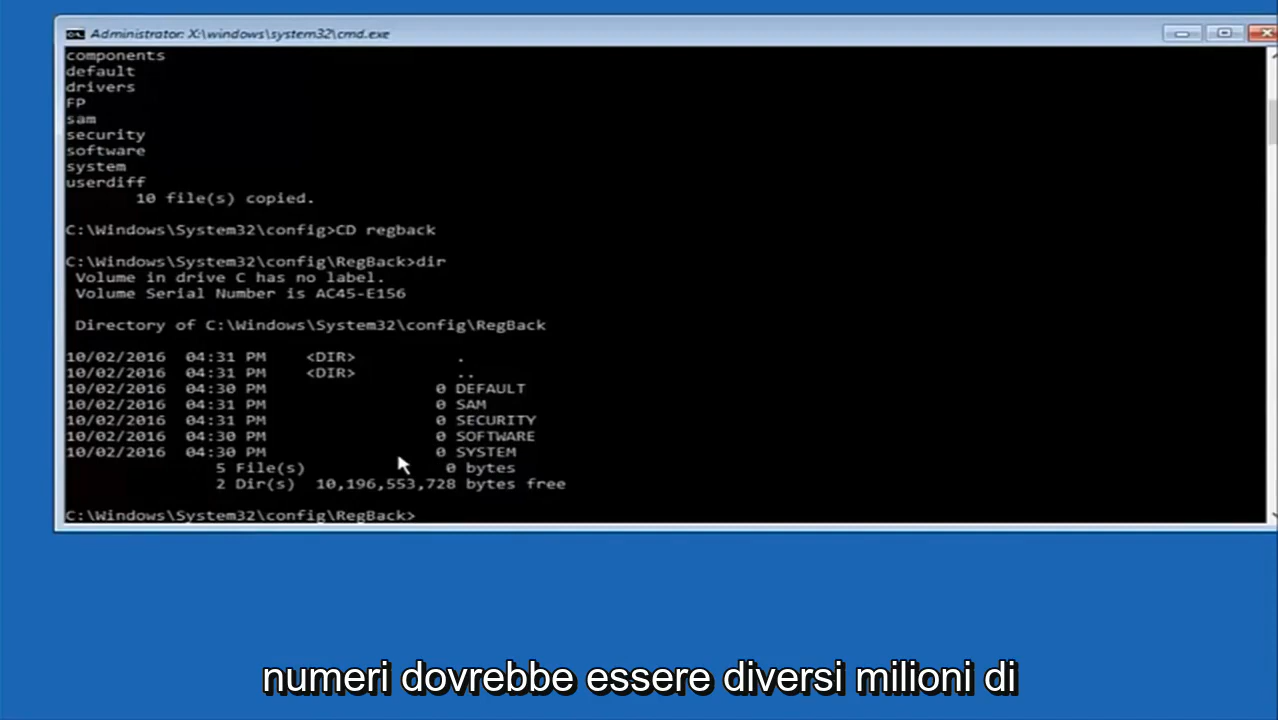 Administrator: X:\windows\system32\cmd.exe
components
default
drivers
FP
sam
security
software
system
userdiff
10 file(s) copied.
C:\Windows\System32\config>CD regback
C:\Windows\System32\config\RegBack>dir
Volume in drive C has no label.
Volume Serial Number is AC45-E156
Directory of C:\Windows\System32\config\RegBack
10/02/2016 04:31 PM <DIR> .
10/02/2016 04:31 PM <DIR> ..
10/02/2016 04:30 PM 0 DEFAULT
10/02/2016 04:31 PM 0 SAM
10/02/2016 04:31 PM 0 SECURITY
10/02/2016 04:30 PM 0 SOFTWARE
10/02/2016 04:30 PM 0 SYSTEM
5 File(s) 0 bytes
2 Dir(s) 10,196,553,728 bytes free
C:\Windows\System32\config\RegBack>
numeri dovrebbe essere diversi milioni di